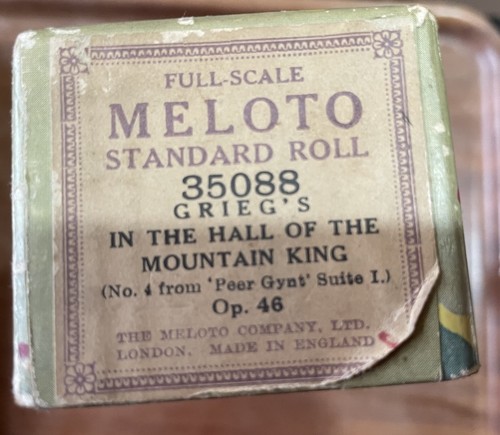 FULL-SCALE
MELOTO
STANDARD ROLL
35088
GRIEG'S
IN THE HALL OF THE
MOUNTAIN KING
(No. 4 from 'Peer Gynt' Suite I.)
Op. 46
THE MELOTO COMPANY, LTD.
LONDON. MADE IN ENGLAND